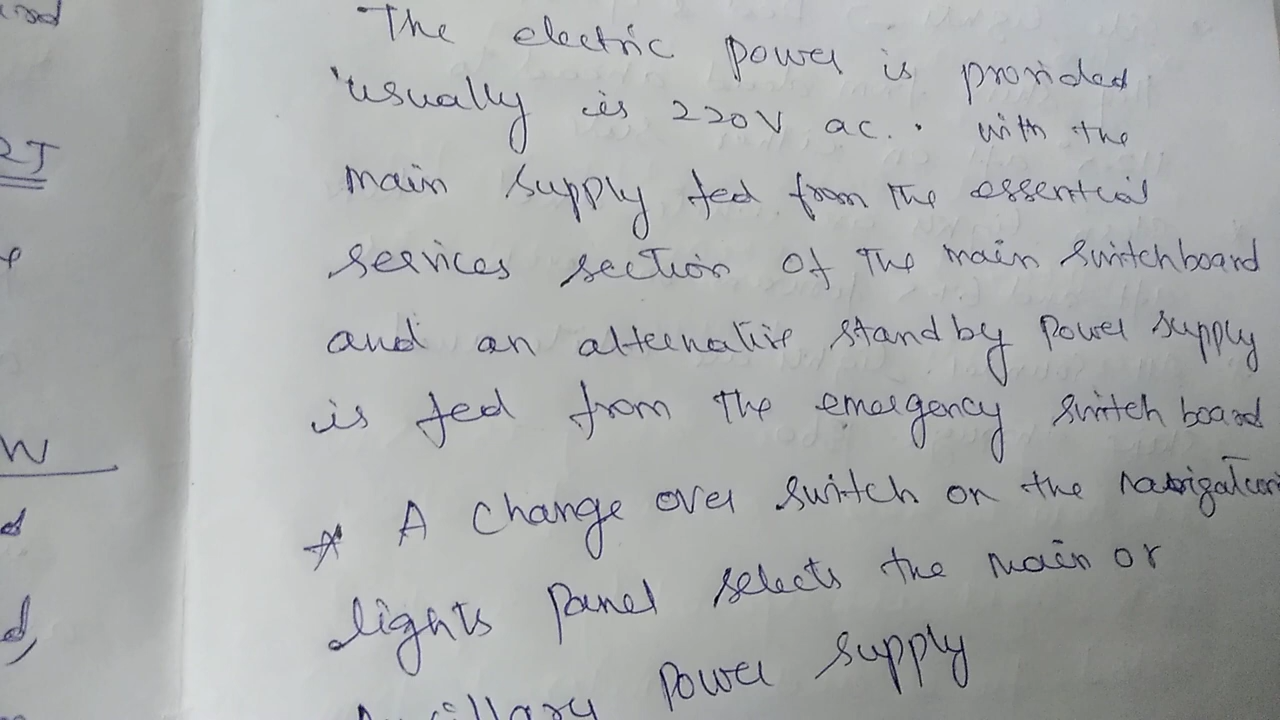 The electric power is provided
usually is 220V ac. . with the
main supply fed from the essential
services section of the main switchboard
and an alternative standby power supply
is fed from the emergency switch board
* A change over switch on the navigation
lights panel selects the main or
Auxillary power supply
2J
W
d
d,